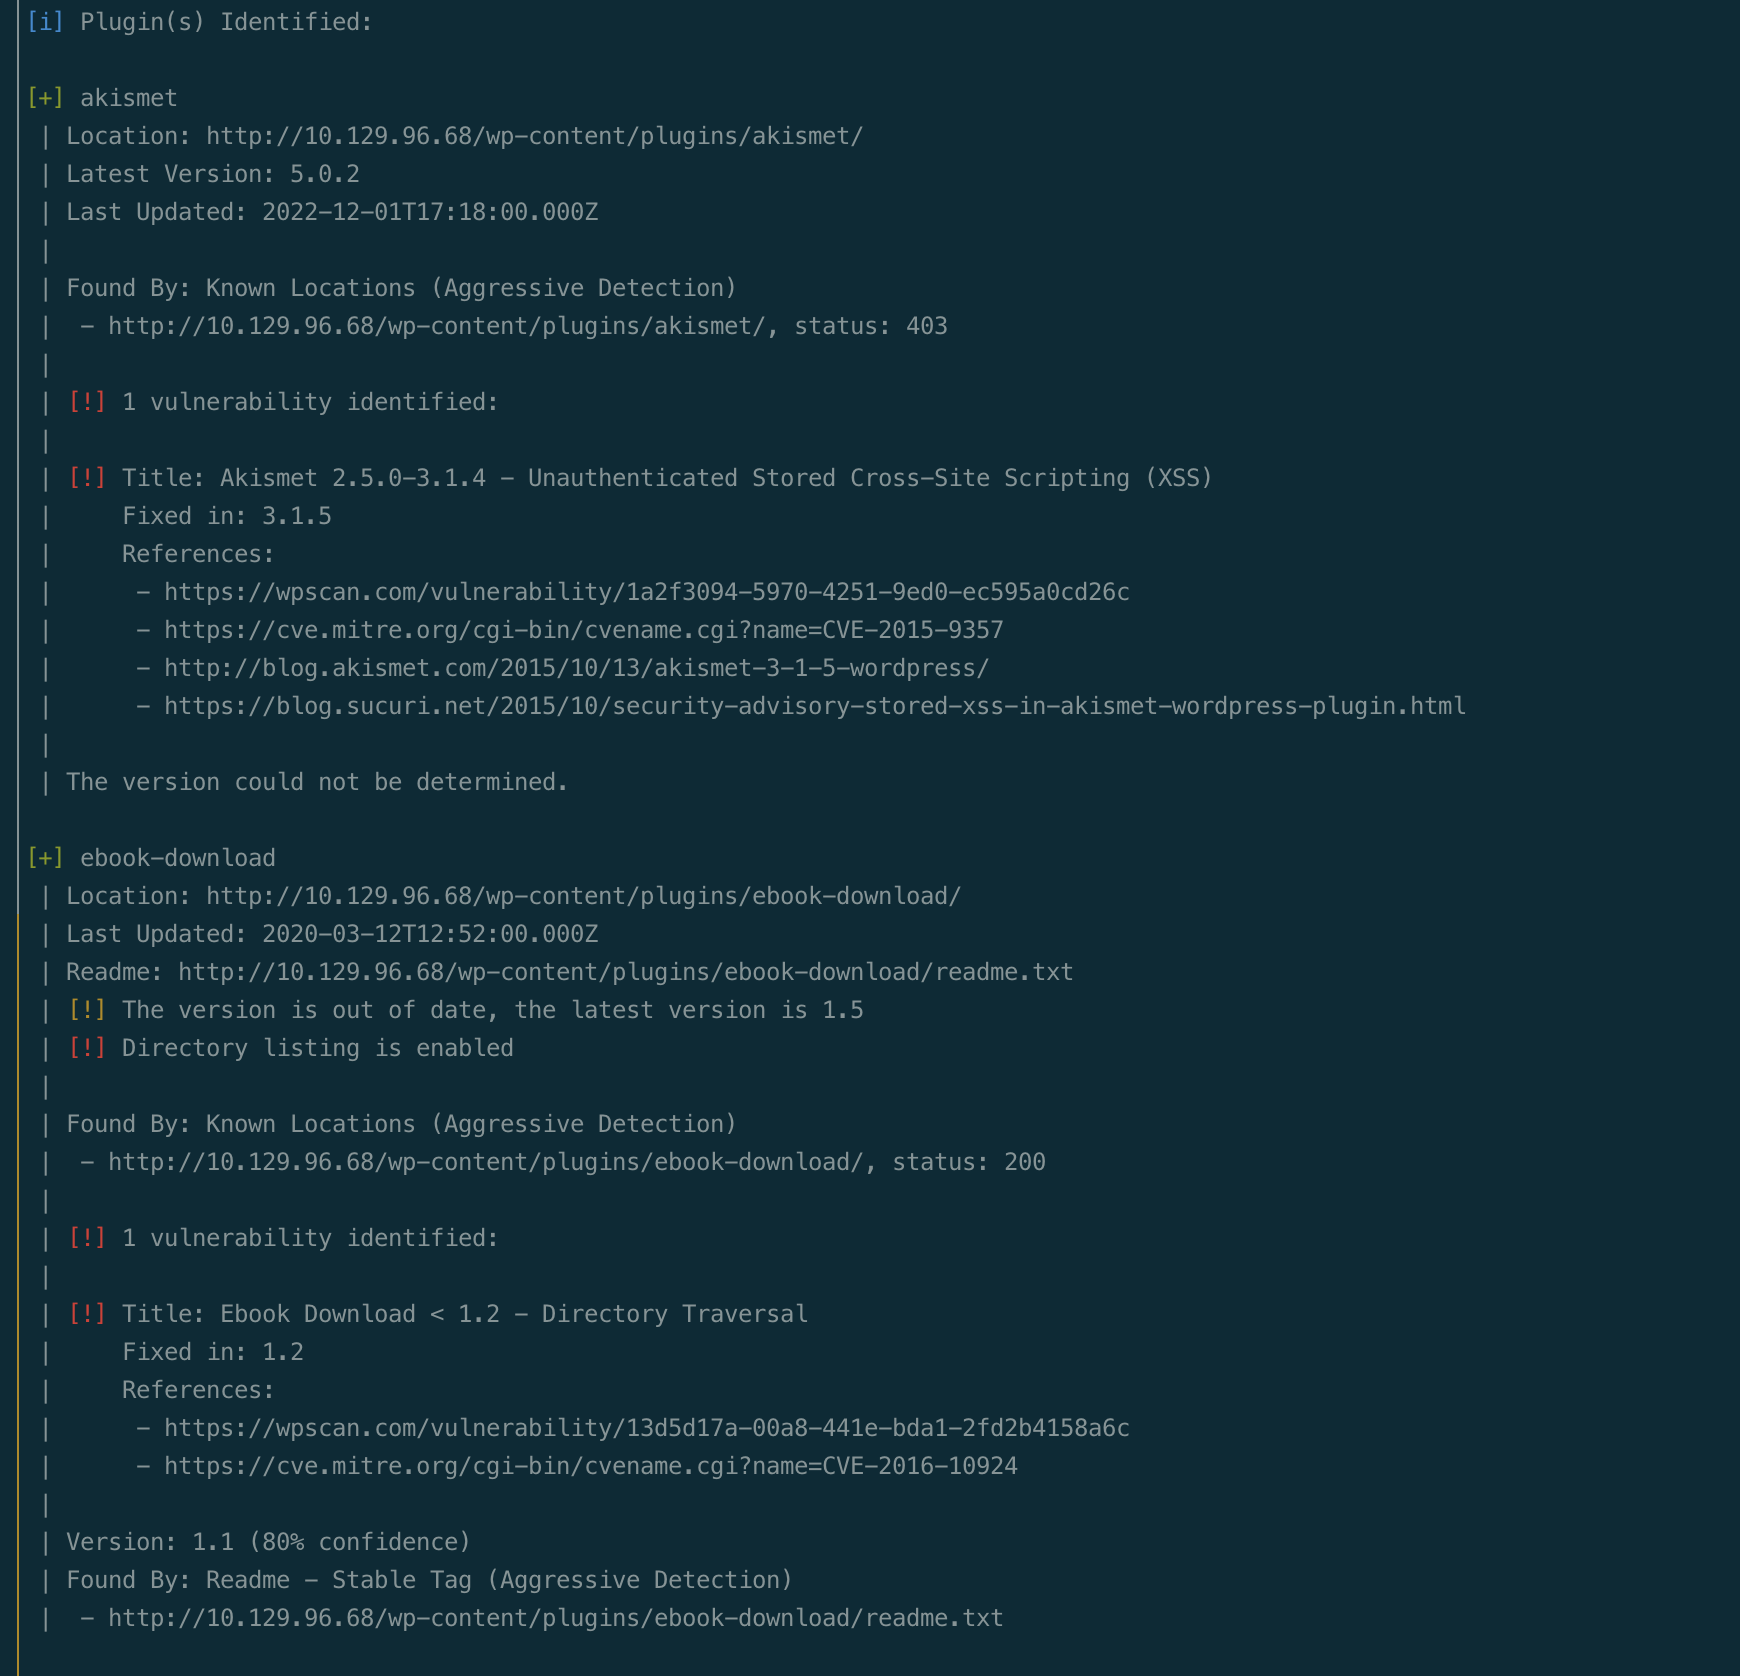 [i] Plugin(s) Identified:

[+] akismet
 | Location: http://10.129.96.68/wp-content/plugins/akismet/
 | Latest Version: 5.0.2
 | Last Updated: 2022-12-01T17:18:00.000Z
 |
 | Found By: Known Locations (Aggressive Detection)
 |  - http://10.129.96.68/wp-content/plugins/akismet/, status: 403
 |
 | [!] 1 vulnerability identified:
 |
 | [!] Title: Akismet 2.5.0-3.1.4 - Unauthenticated Stored Cross-Site Scripting (XSS)
 |     Fixed in: 3.1.5
 |     References:
 |      - https://wpscan.com/vulnerability/1a2f3094-5970-4251-9ed0-ec595a0cd26c
 |      - https://cve.mitre.org/cgi-bin/cvename.cgi?name=CVE-2015-9357
 |      - http://blog.akismet.com/2015/10/13/akismet-3-1-5-wordpress/
 |      - https://blog.sucuri.net/2015/10/security-advisory-stored-xss-in-akismet-wordpress-plugin.html
 |
 | The version could not be determined.

[+] ebook-download
 | Location: http://10.129.96.68/wp-content/plugins/ebook-download/
 | Last Updated: 2020-03-12T12:52:00.000Z
 | Readme: http://10.129.96.68/wp-content/plugins/ebook-download/readme.txt
 | [!] The version is out of date, the latest version is 1.5
 | [!] Directory listing is enabled
 |
 | Found By: Known Locations (Aggressive Detection)
 |  - http://10.129.96.68/wp-content/plugins/ebook-download/, status: 200
 |
 | [!] 1 vulnerability identified:
 |
 | [!] Title: Ebook Download < 1.2 - Directory Traversal
 |     Fixed in: 1.2
 |     References:
 |      - https://wpscan.com/vulnerability/13d5d17a-00a8-441e-bda1-2fd2b4158a6c
 |      - https://cve.mitre.org/cgi-bin/cvename.cgi?name=CVE-2016-10924
 |
 | Version: 1.1 (80% confidence)
 | Found By: Readme - Stable Tag (Aggressive Detection)
 |  - http://10.129.96.68/wp-content/plugins/ebook-download/readme.txt